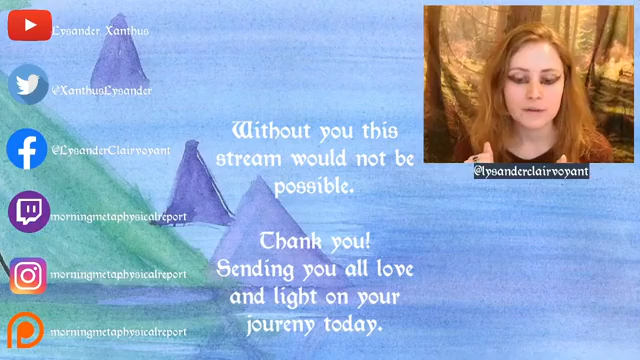 Lysander Xanthus
@XanthusLysander
@LysanderClairvoyant
morningmetaphysicalreport
morningmetaphysicalreport
morningmetaphysicalreport
Without you this
stream would not be
possible.
Thank you!
Sending you all love
and light on your
joureny today.
@lysanderclairvoyant